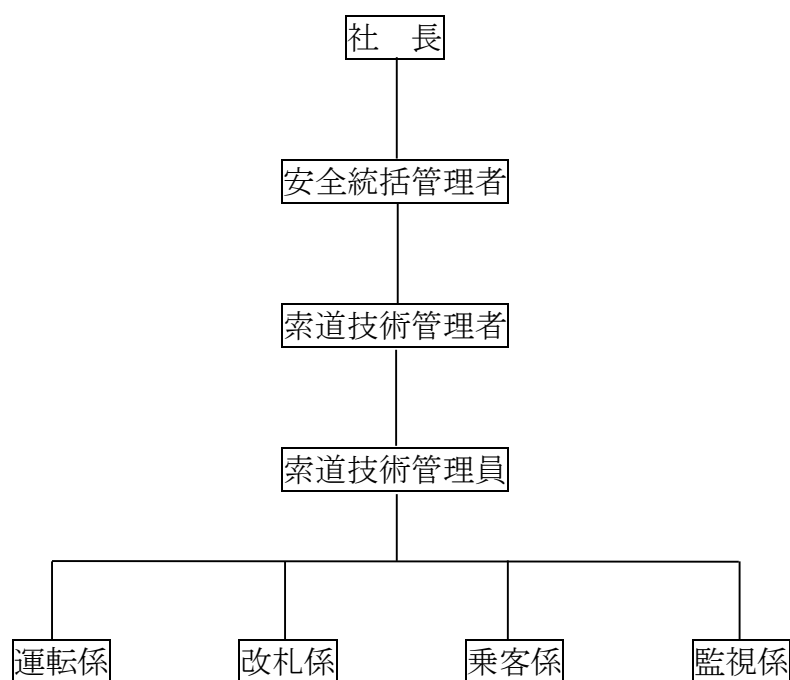 社　長
安全統括管理者
索道技術管理者
索道技術管理員
運転係
改札係
乗客係
監視係